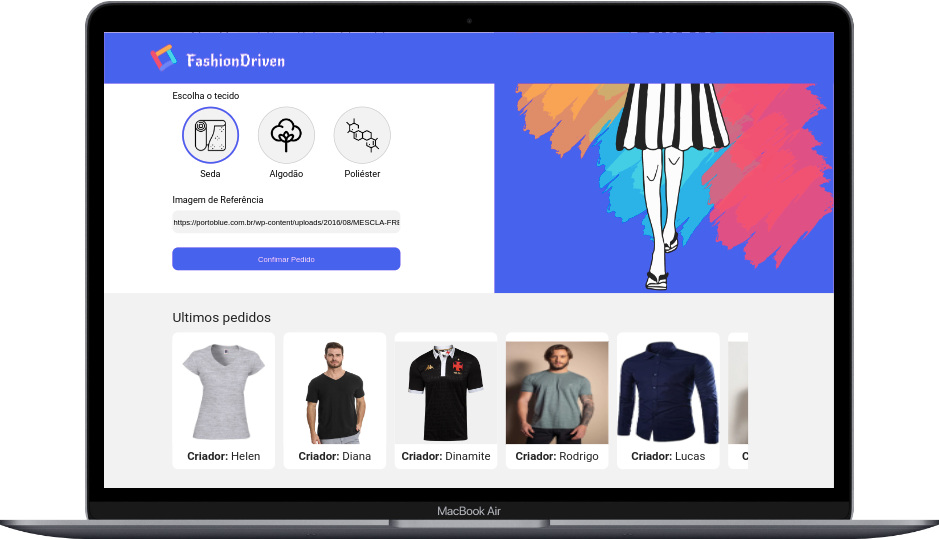 FashionDriven
Escolha o tecido
Seda
Algodão
Poliéster
Imagem de Referência
https://portoblue.com.br/wp-content/uploads/2016/08/MESCLA-FRE
Confimar Pedido
Ultimos pedidos
Criador: Helen
Criador: Diana
Criador: Dinamite
Criador: Rodrigo
Criador: Lucas
MacBook Air